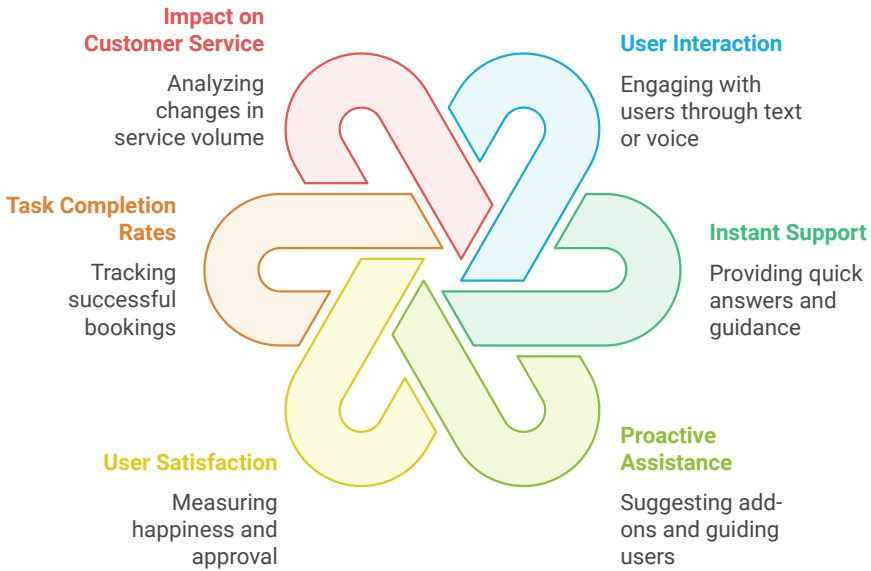 Impact on
Customer Service
Analyzing
changes in
service volume
User Interaction
Engaging with
users through text
or voice
Task Completion
Rates
Tracking
successful
bookings
Instant Support
Providing quick
answers and
guidance
User Satisfaction
Measuring
happiness and
approval
Proactive
Assistance
Suggesting add-
ons and guiding
users